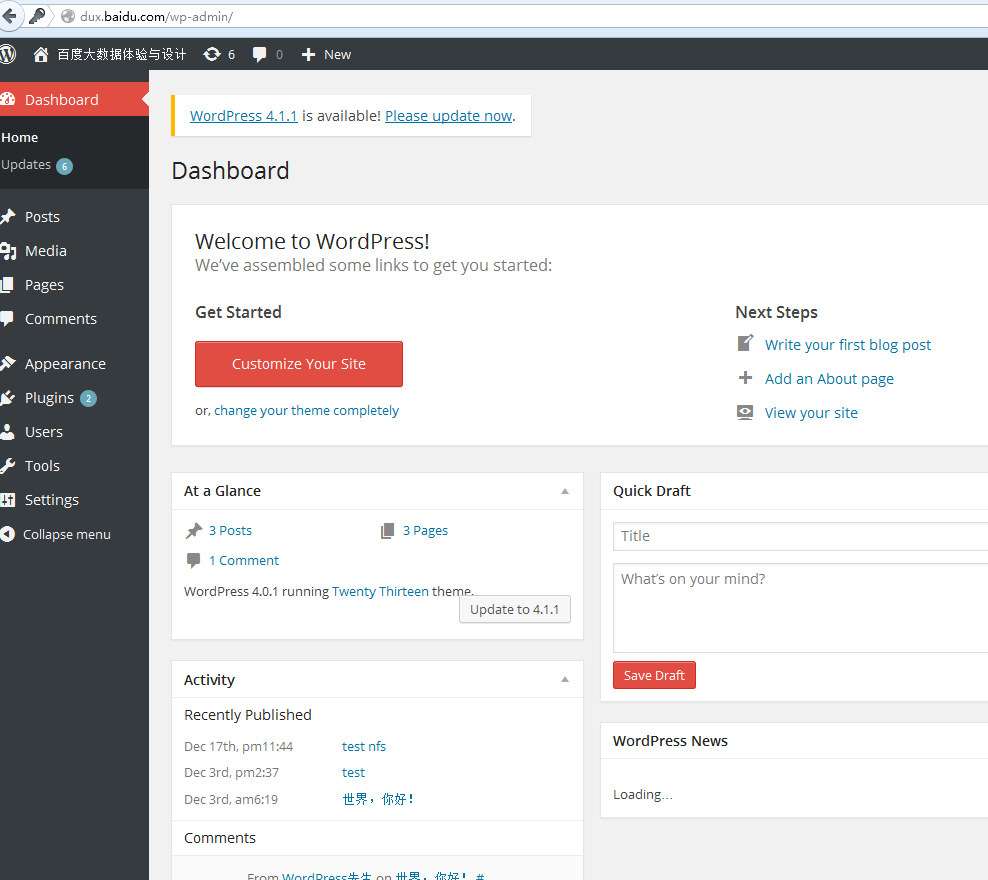 dux.baidu.com/wp-admin/
百度大数据体验与设计 6 0 New
Dashboard
Home
Updates 6
Posts
Media
Pages
Comments
Appearance
Plugins 2
Users
Tools
Settings
Collapse menu
WordPress 4.1.1 is available! Please update now.
Dashboard
Welcome to WordPress!
We've assembled some links to get you started:
Get Started
Customize Your Site
or, change your theme completely
Next Steps
Write your first blog post
Add an About page
View your site
At a Glance
3 Posts 3 Pages
1 Comment
WordPress 4.0.1 running Twenty Thirteen theme.
Update to 4.1.1
Activity
Recently Published
Dec 17th, pm11:44 test nfs
Dec 3rd, pm2:37 test
Dec 3rd, am6:19 世界，你好！
Comments
From WordPress先生 on 世界，你好！ #
Quick Draft
Title
What's on your mind?
Save Draft
WordPress News
Loading...